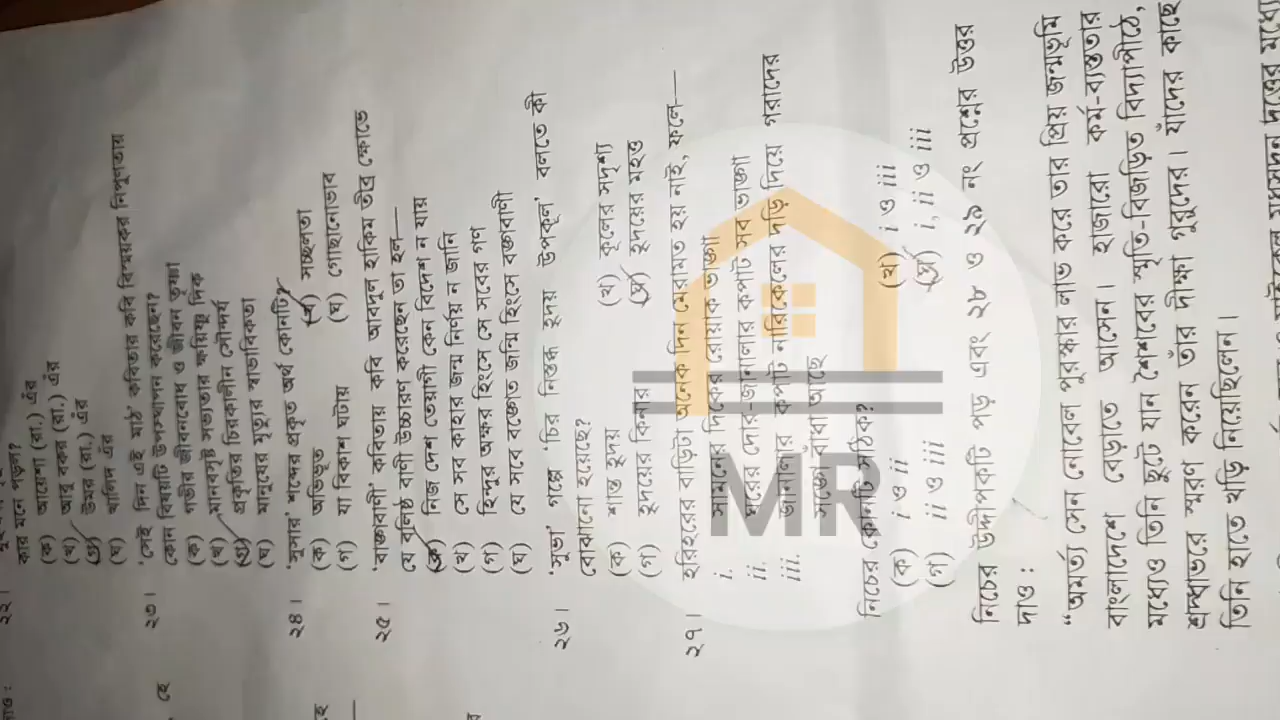 ২২।
কার মনে পড়ল?
(ক) আয়েশা (রা.) এঁর
(খ) আবু বকর (রা.) এঁর
(গ) উমর (রা.) এঁর
(ঘ) খালিদ এঁর
২৩। 'সেই দিন এই মাঠ' কবিতার কবি বিস্ময়কর নিপুণতায়
কোন বিষয়টি উপস্থাপন করেছেন?
(ক) গভীর জীবনবোধ ও জীবন তৃষ্ণা
(খ) মানবসৃষ্ট সভ্যতার ক্ষয়িষ্ণু দিক
(গ) প্রকৃতির চিরকালীন সৌন্দর্য
(ঘ) মানুষের মৃত্যুর স্বাভাবিকতা
২৪। 'সুসার' শব্দের প্রকৃত অর্থ কোনটি?
(ক) অভিভূত (খ) সচ্ছলতা
(গ) যা বিকাশ ঘটায় (ঘ) গোছানোভাব
২৫। 'বঙ্গবাণী' কবিতায় কবি আবদুল হাকিম তীব্র ক্ষোভে
যে বলিষ্ঠ বাণী উচ্চারণ করেছেন তা হল—
(ক) নিজ দেশ তেয়াগী কেন বিদেশ ন যায়
(খ) সে সব কাহার জন্ম নির্ণয় ন জানি
(গ) হিন্দুর অক্ষর হিংসে সে সবের গণ
(ঘ) যে সবে বঙ্গেত জন্মি হিংসে বঙ্গবাণী
২৬। 'সুভা' গল্পে 'চির নিস্তব্ধ হৃদয় উপকূল' বলতে কী
বোঝানো হয়েছে?
(ক) শান্ত হৃদয় (খ) কূলের সদৃশ্য
(গ) হৃদয়ের কিনার (ঘ) হৃদয়ের মহত্ত
২৭। হরিহরের বাড়িটা অনেক দিন মেরামত হয় নাই, ফলে—
i. সামনের দিকের রোয়াক ভাঙ্গা
ii. ঘরের দোর-জানালার কপাট সব ভাঙ্গা
iii. জানালার কপাট নারিকেলের দড়ি দিয়ে গরাদের
সঙ্গে বাঁধা আছে
নিচের কোনটি সঠিক?
(ক) i ও ii (খ) i ও iii
(গ) ii ও iii (ঘ) i, ii ও iii
নিচের উদ্দীপকটি পড় এবং ২৮ ও ২৯ নং প্রশ্নের উত্তর
দাও :
"অমর্ত্য সেন নোবেল পুরস্কার লাভ করে তার প্রিয় জন্মভূমি
বাংলাদেশে বেড়াতে আসেন। হাজারো কর্ম-ব্যস্ততার
মধ্যেও তিনি ছুটে যান শৈশবের স্মৃতি-বিজড়িত বিদ্যাপীঠে,
শ্রদ্ধাভরে স্মরণ করেন তাঁর দীক্ষা গুরুদের। যাঁদের কাছে
তিনি হাতে খড়ি নিয়েছিলেন।
MR